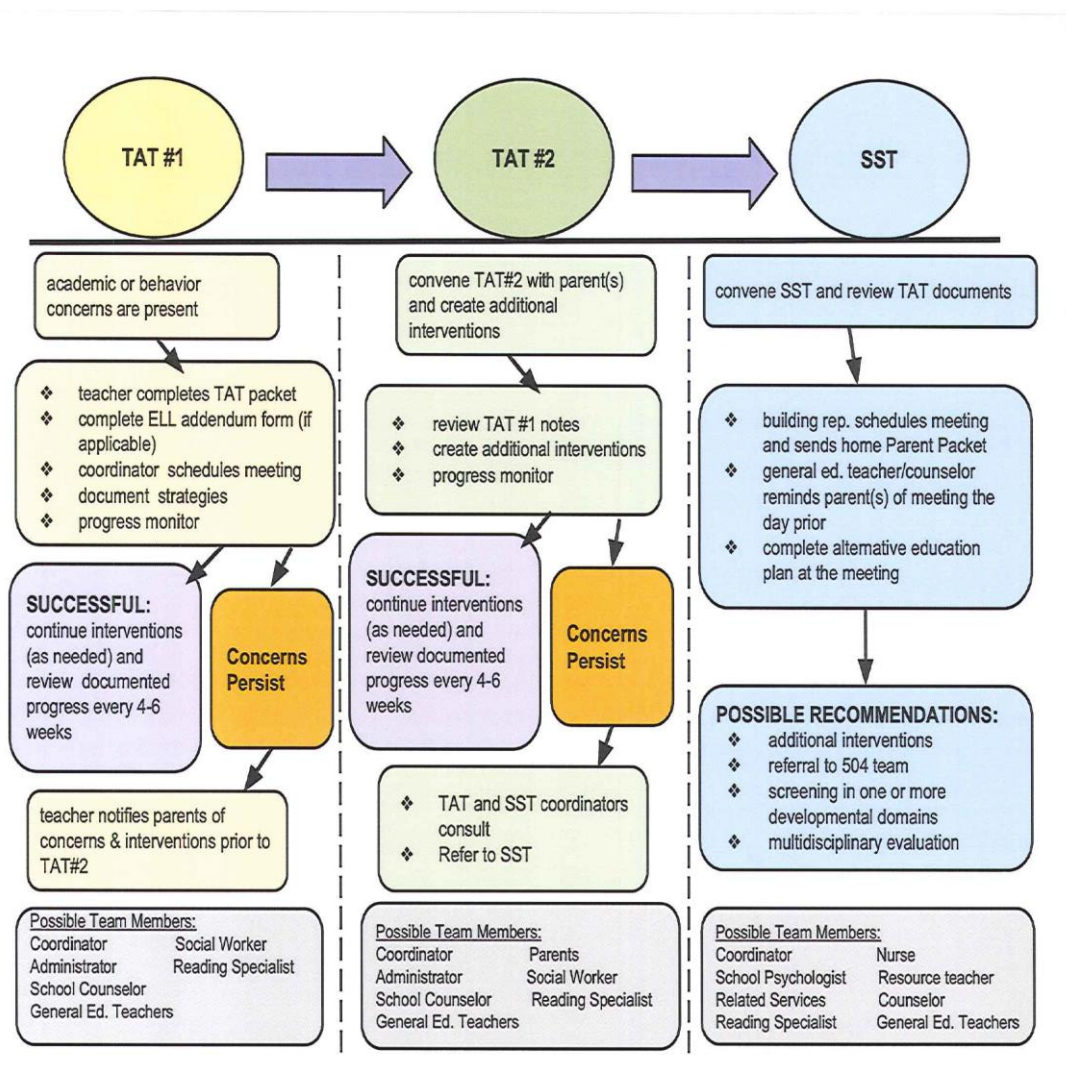 TAT #1
TAT #2
SST
academic or behavior
concerns are present
❖ teacher completes TAT packet
❖ complete ELL addendum form (if
applicable)
❖ coordinator schedules meeting
❖ document strategies
❖ progress monitor
SUCCESSFUL:
continue interventions
(as needed) and
review documented
progress every 4-6
weeks
Concerns
Persist
teacher notifies parents of
concerns & interventions prior to
TAT#2
Possible Team Members:
Coordinator Social Worker
Administrator Reading Specialist
School Counselor
General Ed. Teachers
convene TAT#2 with parent(s)
and create additional
interventions
❖ review TAT #1 notes
❖ create additional interventions
❖ progress monitor
SUCCESSFUL:
continue interventions
(as needed) and
review documented
progress every 4-6
weeks
Concerns
Persist
❖ TAT and SST coordinators
consult
❖ Refer to SST
Possible Team Members:
Coordinator Parents
Administrator Social Worker
School Counselor Reading Specialist
General Ed. Teachers
convene SST and review TAT documents
❖ building rep. schedules meeting
and sends home Parent Packet
❖ general ed. teacher/counselor
reminds parent(s) of meeting the
day prior
❖ complete alternative education
plan at the meeting
POSSIBLE RECOMMENDATIONS:
❖ additional interventions
❖ referral to 504 team
❖ screening in one or more
developmental domains
❖ multidisciplinary evaluation
Possible Team Members:
Coordinator Nurse
School Psychologist Resource teacher
Related Services Counselor
Reading Specialist General Ed. Teachers